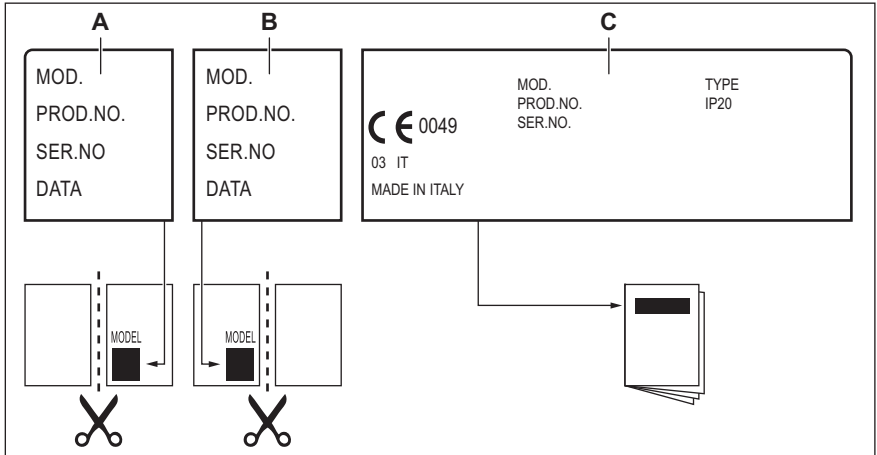 A
B
C
MOD.
PROD.NO.
SER.NO
DATA
MOD.
PROD.NO.
SER.NO
DATA
MOD.
PROD.NO.
SER.NO.
TYPE
IP20
CE 0049
03 IT
MADE IN ITALY
MODEL
MODEL